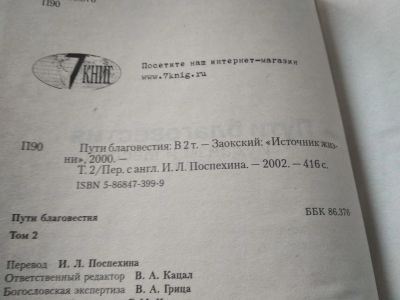 П90
7
КНИГ
Посетите наш интернет-магазин
www.7knig.ru
П90
Пути благовестия: В 2 т. — Заокский: «Источник жиз-
ни», 2000. —
Т. 2/Пер. с англ. И. Л. Поспехина. — 2002. — 416 с.
ISBN 5-86847-399-9
ББК 86.376
Пути благовестия
Том 2
Перевод И. Л. Поспехина
Ответственный редактор В. А. Кацал
Богословская экспертиза В. А. Грица